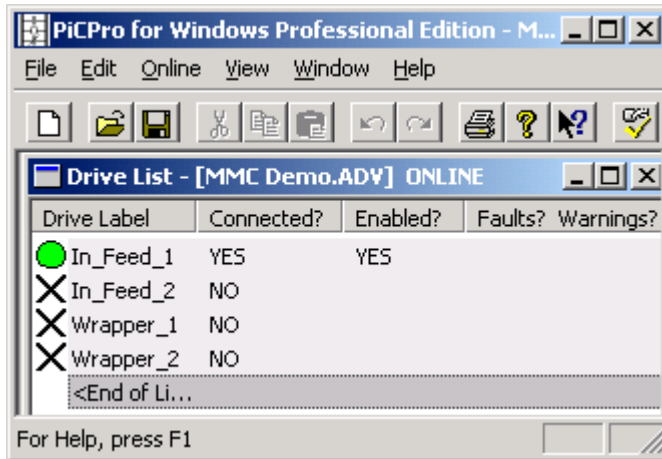 PiCPro for Windows Professional Edition - M...
File Edit Online View Window Help
Drive List - [MMC Demo.ADV] ONLINE
Drive Label Connected? Enabled? Faults? Warnings?
In_Feed_1 YES YES
In_Feed_2 NO
Wrapper_1 NO
Wrapper_2 NO
<End of Li...
For Help, press F1